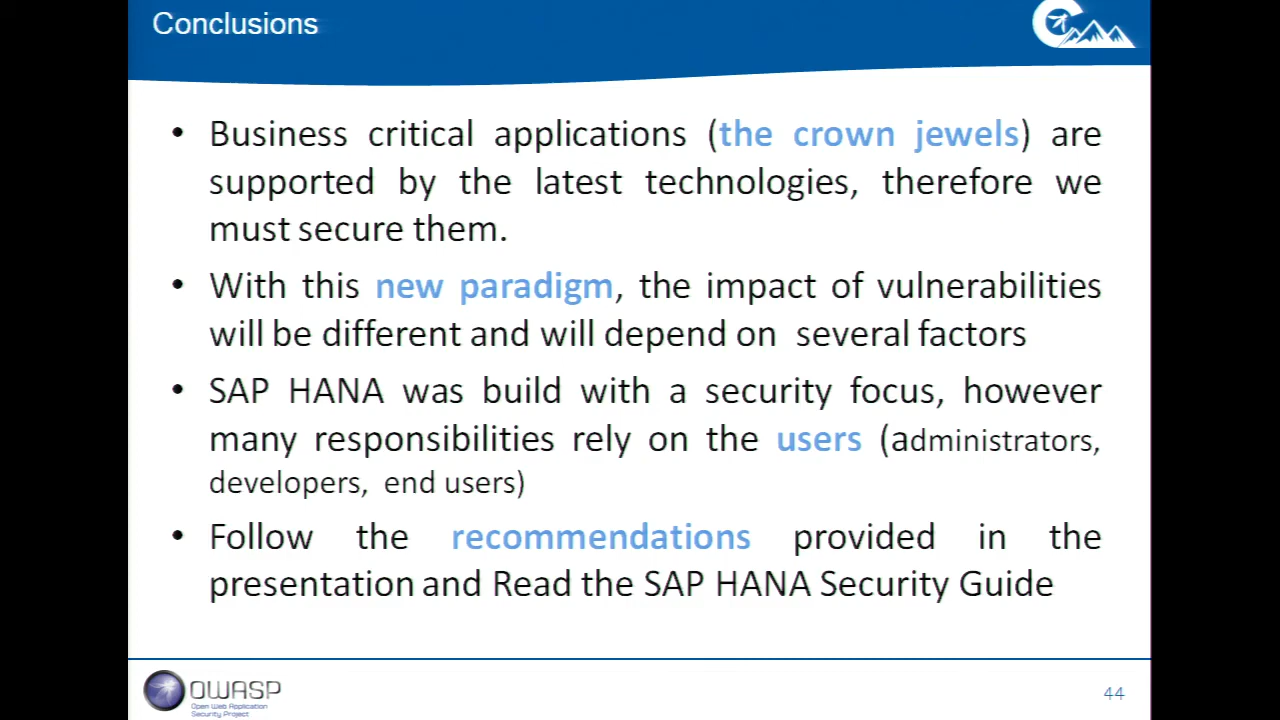 Conclusions
• Business critical applications (the crown jewels) are
supported by the latest technologies, therefore we
must secure them.
• With this new paradigm, the impact of vulnerabilities
will be different and will depend on several factors
• SAP HANA was build with a security focus, however
many responsibilities rely on the users (administrators,
developers, end users)
• Follow the recommendations provided in the
presentation and Read the SAP HANA Security Guide
OWASP
Open Web Application
Security Project
44